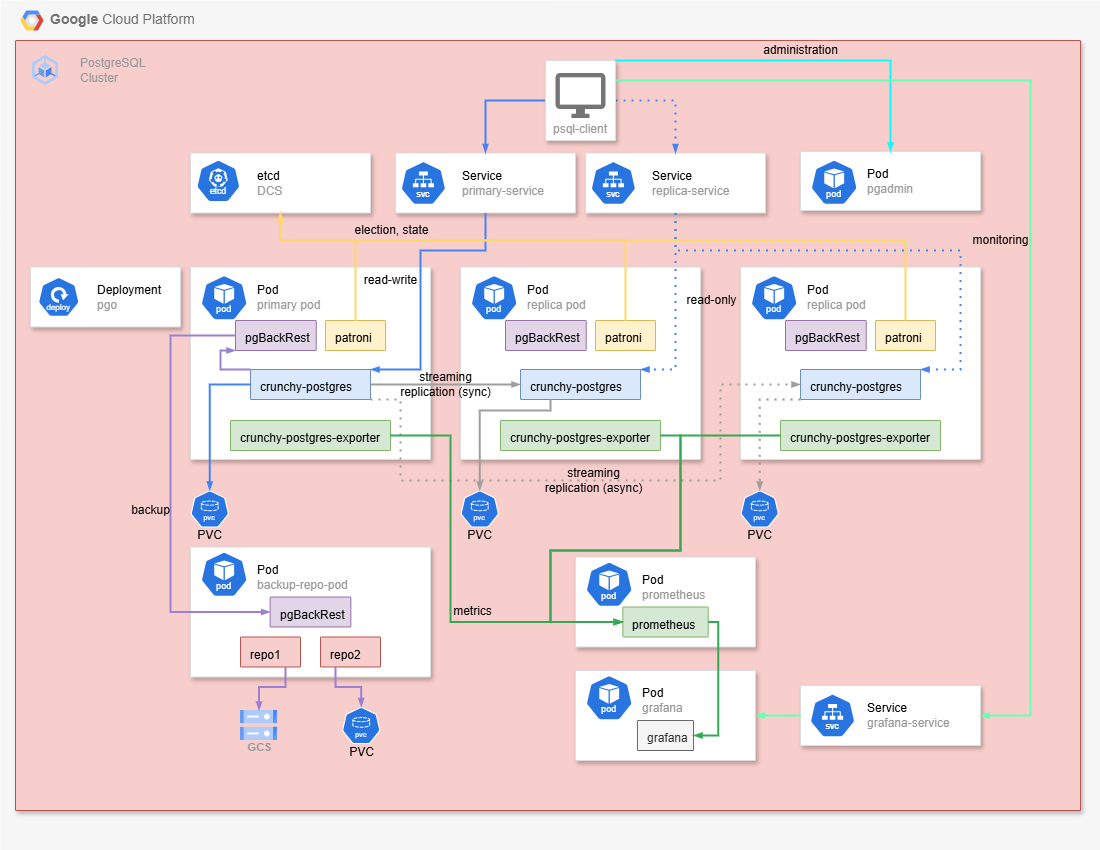 Google Cloud Platform
PostgreSQL
Cluster
administration
psql-client
etcd
etcd
DCS
svc
Service
primary-service
svc
Service
replica-service
pod
Pod
pgadmin
election, state
monitoring
deploy
Deployment
pgo
pod
Pod
primary pod
read-write
pgBackRest
patroni
crunchy-postgres
crunchy-postgres-exporter
pod
Pod
replica pod
read-only
pgBackRest
patroni
crunchy-postgres
crunchy-postgres-exporter
pod
Pod
replica pod
pgBackRest
patroni
crunchy-postgres
crunchy-postgres-exporter
streaming
replication (sync)
streaming
replication (async)
backup
pvc
PVC
pvc
PVC
pvc
PVC
pod
Pod
backup-repo-pod
pgBackRest
repo1
repo2
GCS
pvc
PVC
metrics
pod
Pod
prometheus
prometheus
pod
Pod
grafana
grafana
svc
Service
grafana-service